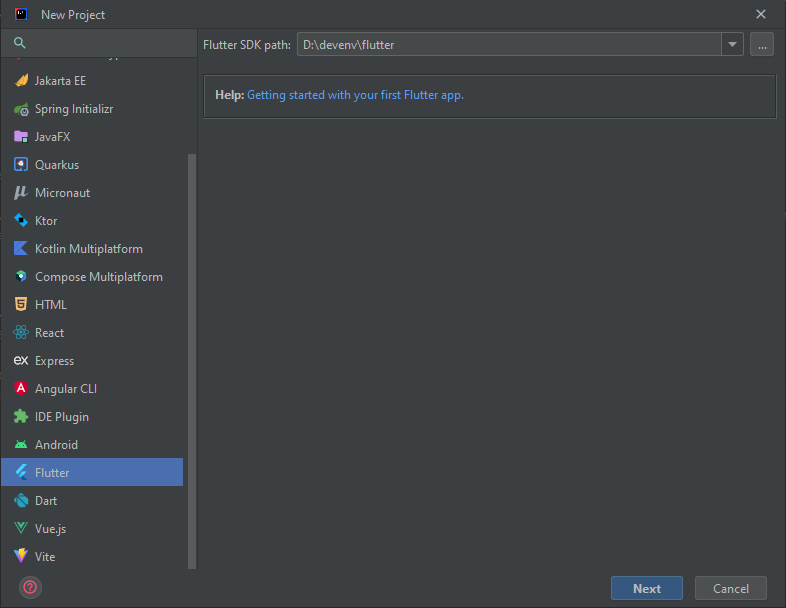 New Project
Flutter SDK path: D:\devenv\flutter ...
Help: Getting started with your first Flutter app.
Jakarta EE
Spring Initializr
JavaFX
Quarkus
Micronaut
Ktor
Kotlin Multiplatform
Compose Multiplatform
HTML
React
Express
Angular CLI
IDE Plugin
Android
Flutter
Dart
Vue.js
Vite
? Next Cancel